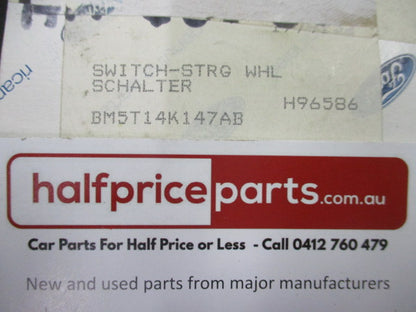 SWITCH-STRG WHL
SCHALTER
H96586
BM5T14K147AB
halfpriceparts.com.au
Car Parts For Half Price or Less - Call 0412 760 479
New and used parts from major manufacturers